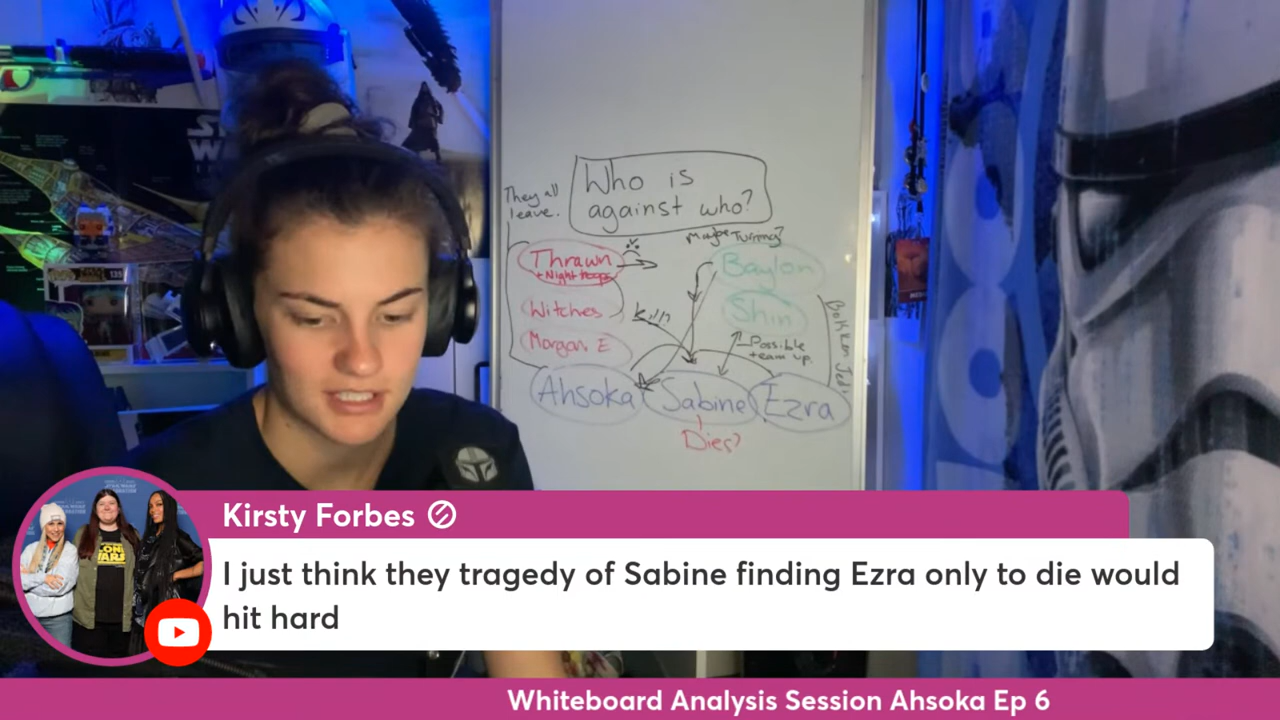 Who is
against who?
They all
leave.
Maybe Turning?
Thrawn
+ Night troops
Baylon
Witches
Kill?
Shin
Morgan E
Possible
team up.
Bokken Jedi
Ahsoka
Sabine
Ezra
Dies?
Kirsty Forbes
I just think they tragedy of Sabine finding Ezra only to die would
hit hard
Whiteboard Analysis Session Ahsoka Ep 6